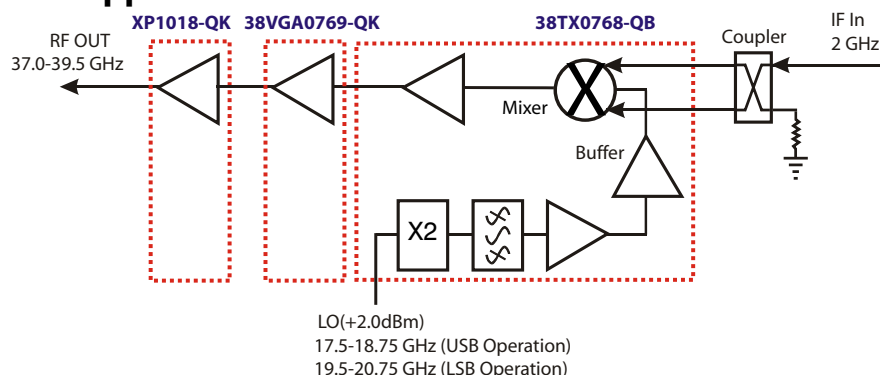 XP1018-QK 38VGA0769-QK 38TX0768-QB
Coupler
IF In
2 GHz
RF OUT
37.0-39.5 GHz
Mixer
Buffer
X2
LO(+2.0dBm)
17.5-18.75 GHz (USB Operation)
19.5-20.75 GHz (LSB Operation)